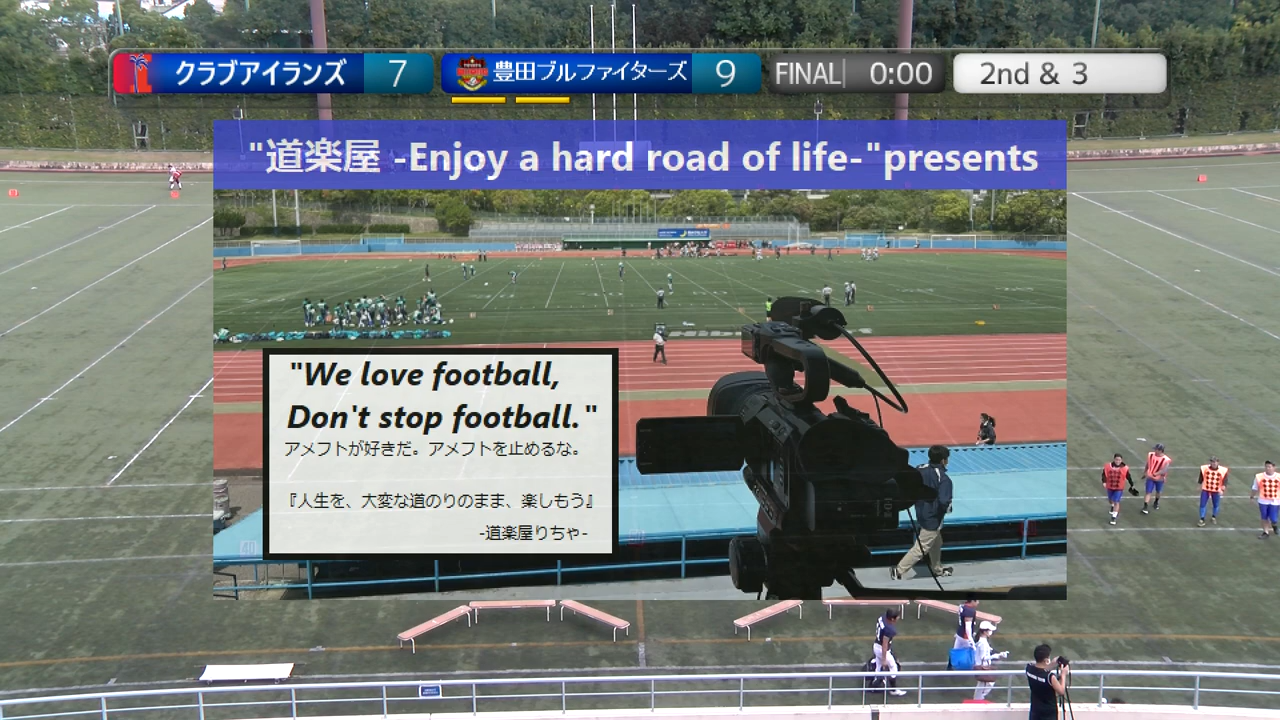 クラブアイランズ 7 豊田ブルファイターズ 9 FINAL 0:00 2nd & 3
"道楽屋 -Enjoy a hard road of life-"presents
"We love football,
Don't stop football."
アメフトが好きだ。アメフトを止めるな。
『人生を、大変な道のりのまま、楽しもう』
-道楽屋りちゃ-